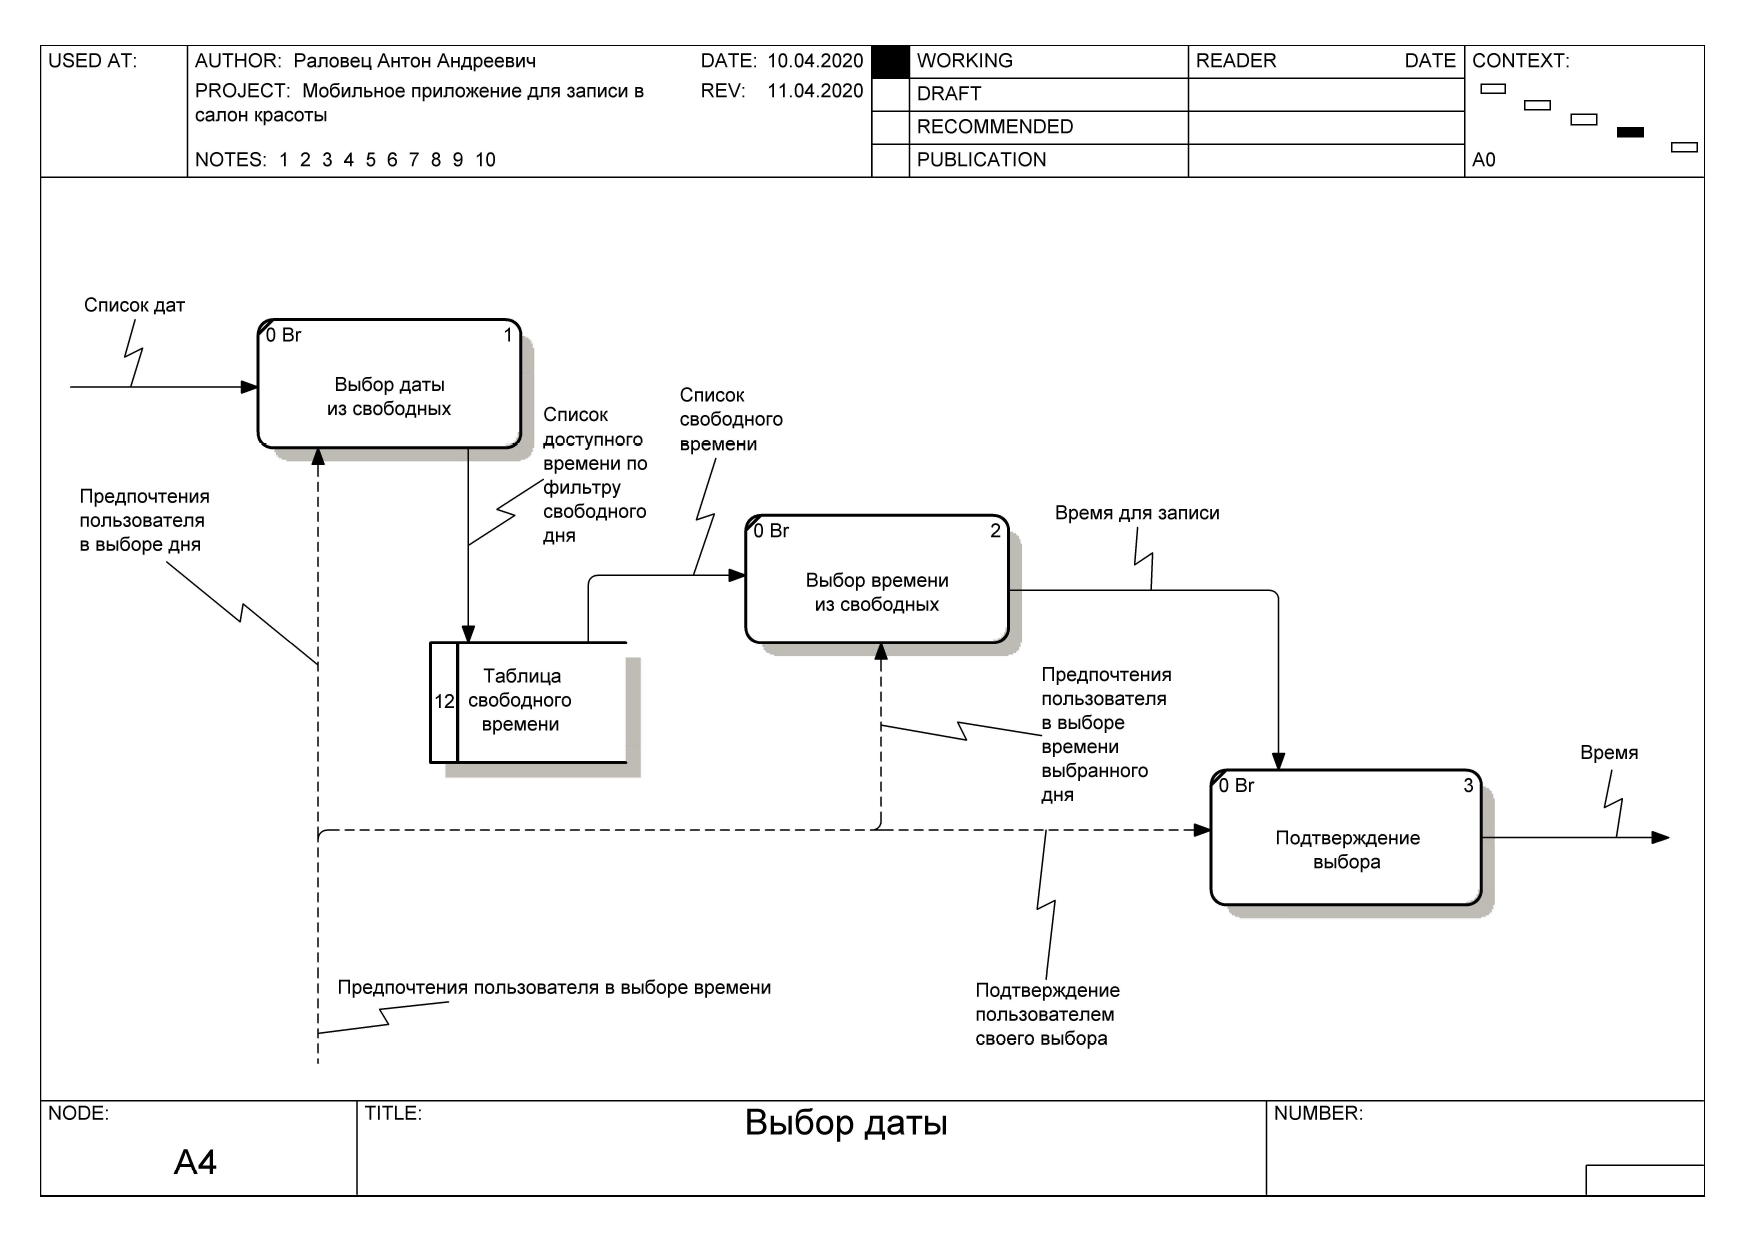 USED AT:
AUTHOR: Раловец Антон Андреевич
DATE: 10.04.2020
PROJECT: Мобильное приложение для записи в
салон красоты
REV: 11.04.2020
NOTES: 1 2 3 4 5 6 7 8 9 10
WORKING
DRAFT
RECOMMENDED
PUBLICATION
READER DATE
CONTEXT:
A0
Список дат
0 Br 1
Выбор даты
из свободных
Список
доступного
времени по
фильтру
свободного
дня
Список
свободного
времени
Предпочтения
пользователя
в выборе дня
0 Br 2
Выбор времени
из свободных
Время для записи
12
Таблица
свободного
времени
Предпочтения
пользователя
в выборе
времени
выбранного
дня
Время
0 Br 3
Подтверждение
выбора
Предпочтения пользователя в выборе времени
Подтверждение
пользователем
своего выбора
NODE:
A4
TITLE:
Выбор даты
NUMBER: